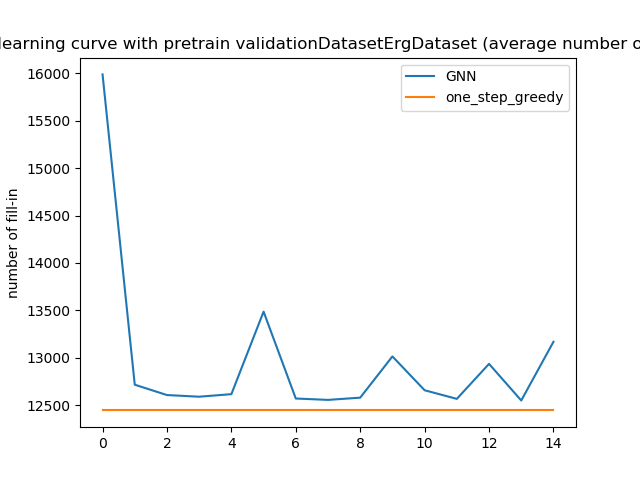 learning curve with pretrain validationDatasetErgDataset (average number
GNN
one_step_greedy
number of fill-in
16000
15500
15000
14500
14000
13500
13000
12500
0 2 4 6 8 10 12 14